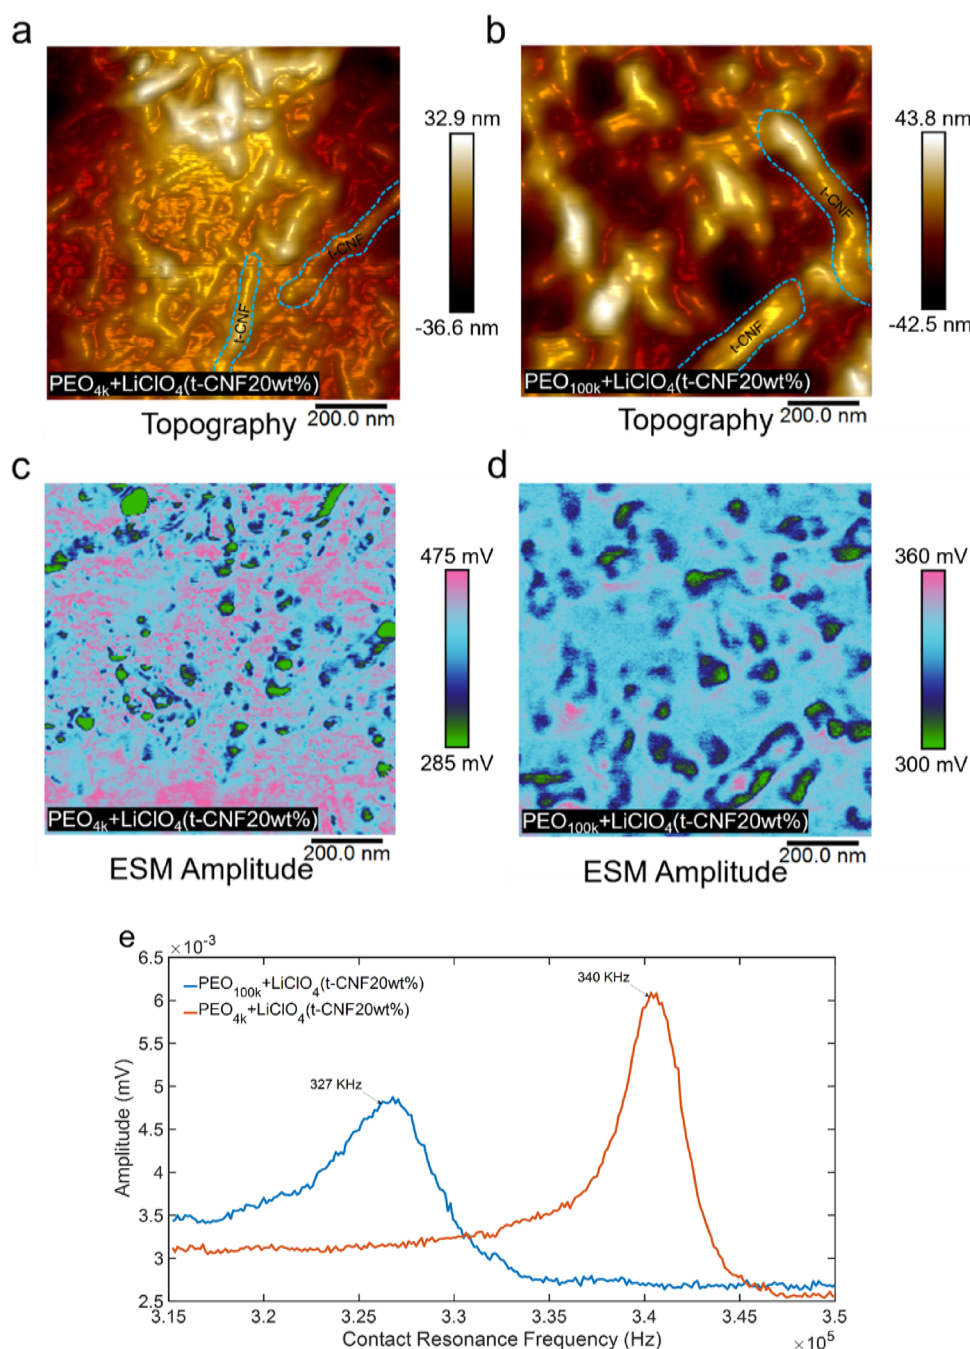 a
32.9 nm
-36.6 nm
t-CNF
t-CNF
PEO4k+LiClO4(t-CNF20wt%)
200.0 nm
Topography
b
43.8 nm
-42.5 nm
t-CNF
t-CNF
PEO100k+LiClO4(t-CNF20wt%)
200.0 nm
Topography
c
475 mV
285 mV
PEO4k+LiClO4(t-CNF20wt%)
200.0 nm
ESM Amplitude
d
360 mV
300 mV
PEO100k+LiClO4(t-CNF20wt%)
200.0 nm
ESM Amplitude
e
×10-3
6.5
6
5.5
5
4.5
4
3.5
3
2.5
Amplitude (mV)
PEO100k+LiClO4(t-CNF20wt%)
PEO4k+LiClO4(t-CNF20wt%)
327 KHz
340 KHz
3.15 3.2 3.25 3.3 3.35 3.4 3.45 3.5
Contact Resonance Frequency (Hz)
×105